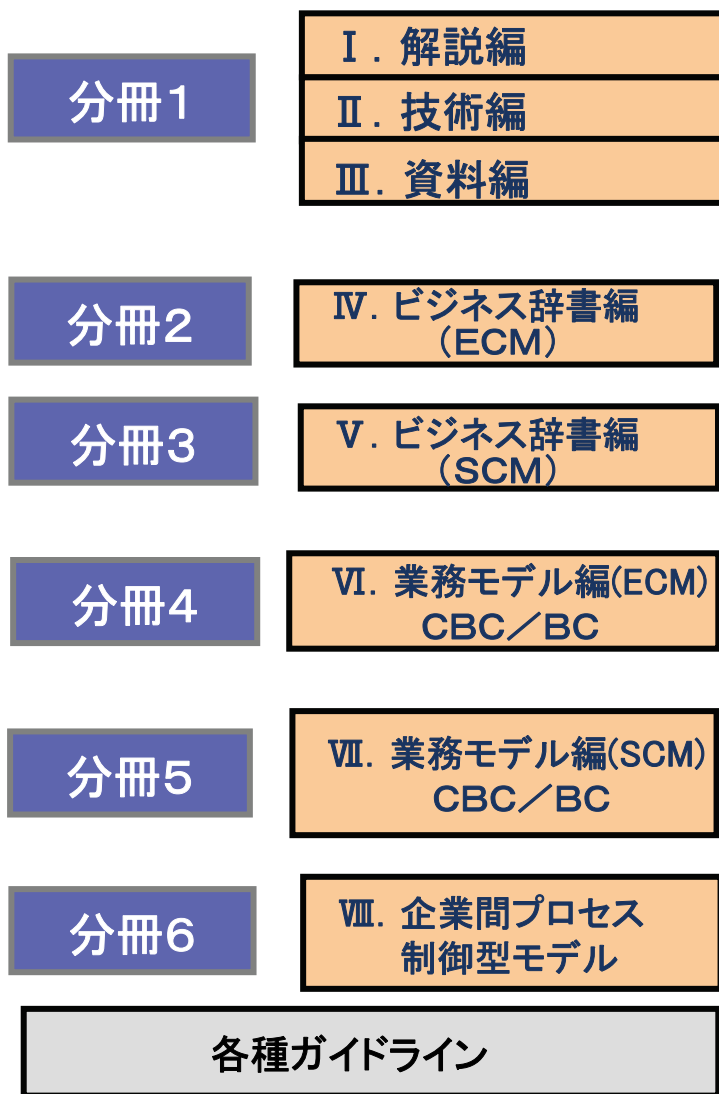 分冊1
Ⅰ．解説編
Ⅱ．技術編
Ⅲ．資料編
分冊2
Ⅳ．ビジネス辞書編
（ECM）
分冊3
Ⅴ．ビジネス辞書編
（SCM）
分冊4
Ⅵ．業務モデル編(ECM)
CBC／BC
分冊5
Ⅶ．業務モデル編(SCM)
CBC／BC
分冊6
Ⅷ．企業間プロセス
制御型モデル
各種ガイドライン